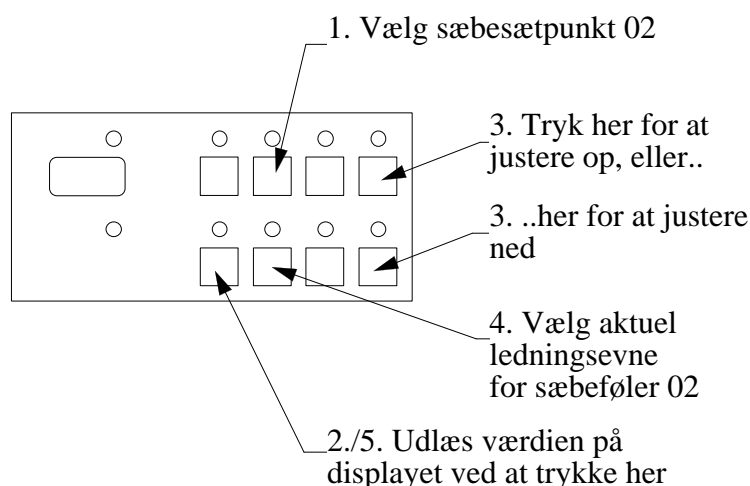 1. Vælg sæbesætpunkt 02
3. Tryk her for at
justere op, eller..
3. ..her for at justere
ned
4. Vælg aktuel
ledningsevne
for sæbeføler 02
2./5. Udlæs værdien på
displayet ved at trykke her